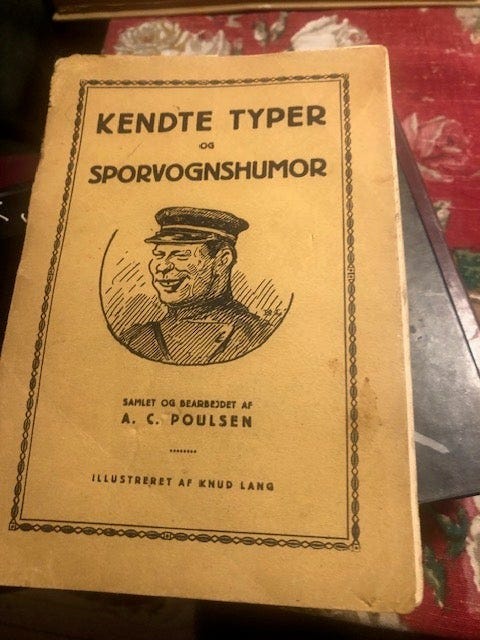 KENDTE TYPER
OG
SPORVOGNSHUMOR
SAMLET OG BEARBEJDET AF
A. C. POULSEN
ILLUSTRERET AF KNUD LANG